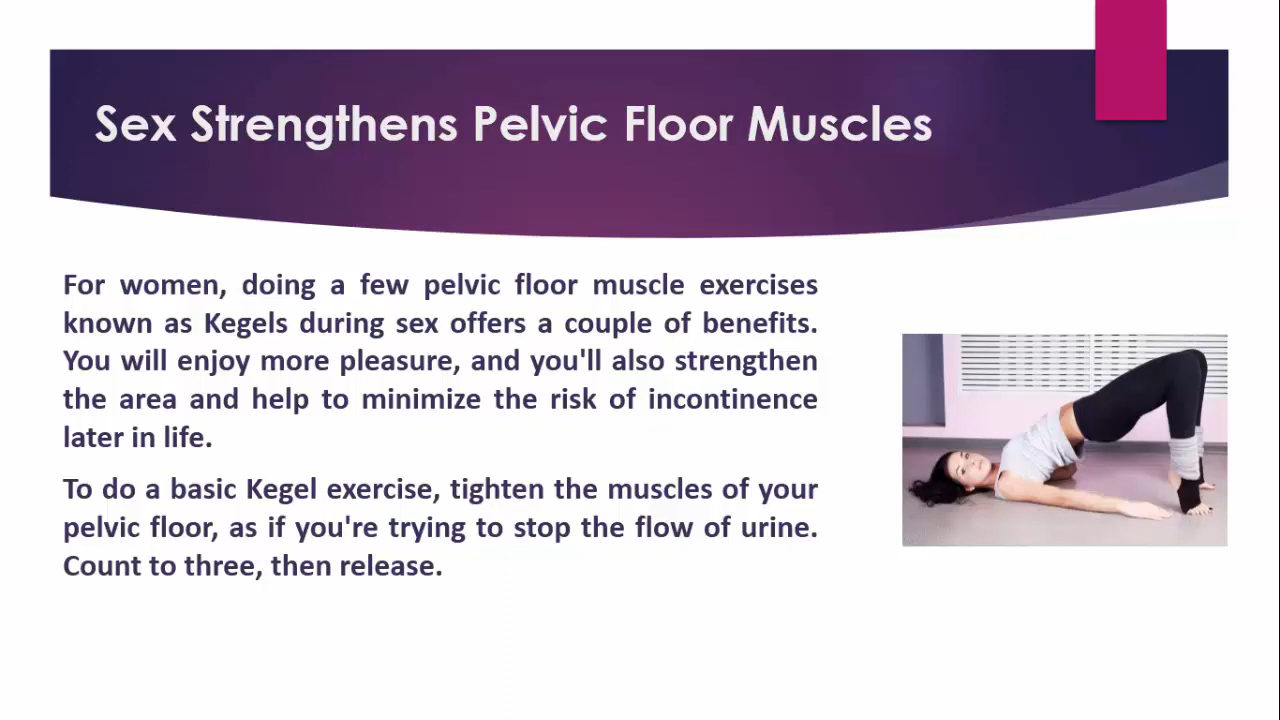 Sex Strengthens Pelvic Floor Muscles
For women, doing a few pelvic floor muscle exercises
known as Kegels during sex offers a couple of benefits.
You will enjoy more pleasure, and you'll also strengthen
the area and help to minimize the risk of incontinence
later in life.
To do a basic Kegel exercise, tighten the muscles of your
pelvic floor, as if you're trying to stop the flow of urine.
Count to three, then release.